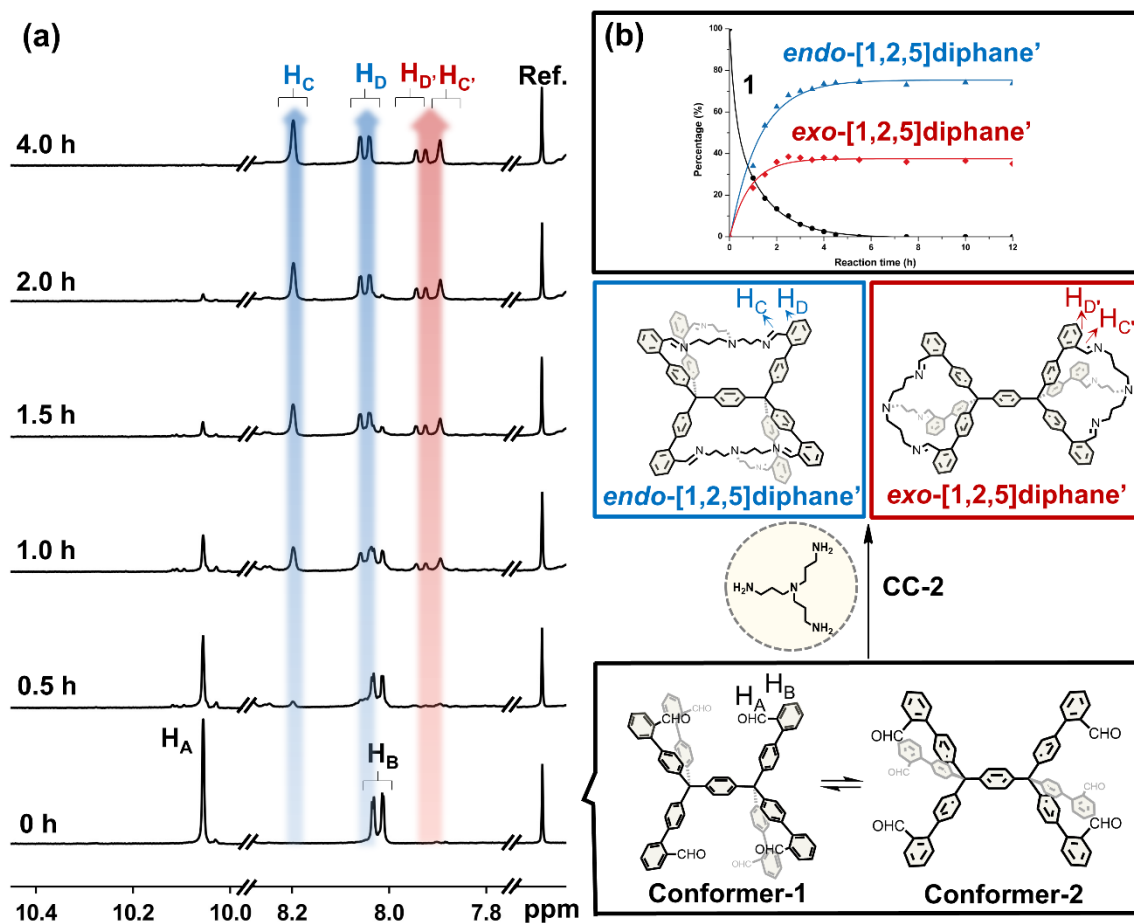 (a)
H_C
H_D
H_D'
H_C'
Ref.
4.0 h
2.0 h
1.5 h
1.0 h
0.5 h
H_A
H_B
0 h
10.4
10.2
10.0
8.2
8.0
7.8
ppm
(b)
Percentage (%)
100
80
60
40
20
0
1
endo-[1,2,5]diphane'
exo-[1,2,5]diphane'
0
2
4
6
8
10
12
Reaction time (h)
H_C
H_D
N
N
N
N
N
N
N
N
endo-[1,2,5]diphane'
H_D'
H_C'
N
N
N
N
N
N
N
N
exo-[1,2,5]diphane'
NH2
H2N
N
NH2
CC-2
H_A
H_B
CHO
CHO
OHC
CHO
CHO
OHC
Conformer-1
OHC
OHC
OHC
CHO
CHO
CHO
Conformer-2